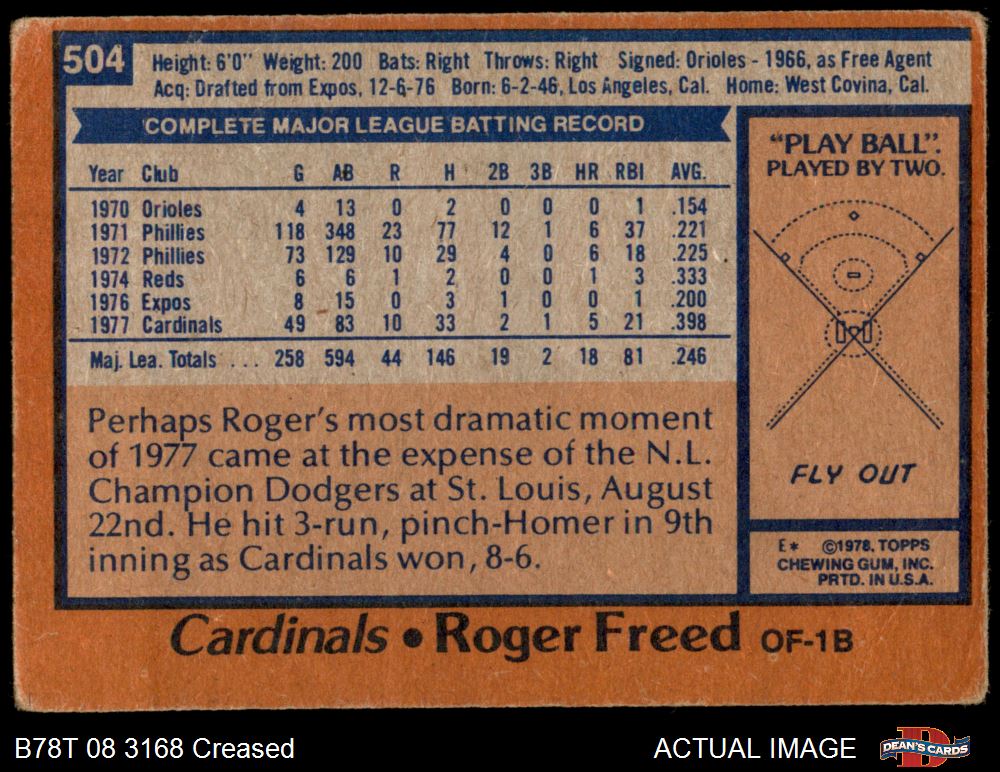 504
Height: 6'0" Weight: 200 Bats: Right Throws: Right Signed: Orioles - 1966, as Free Agent
Acq: Drafted from Expos, 12-6-76 Born: 6-2-46, Los Angeles, Cal. Home: West Covina, Cal.
COMPLETE MAJOR LEAGUE BATTING RECORD
Year Club G AB R H 2B 3B HR RBI AVG.
1970 Orioles 4 13 0 2 0 0 0 1 .154
1971 Phillies 118 348 23 77 12 1 6 37 .221
1972 Phillies 73 129 10 29 4 0 6 18 .225
1974 Reds 6 6 1 2 0 0 1 3 .333
1976 Expos 8 15 0 3 1 0 0 1 .200
1977 Cardinals 49 83 10 33 2 1 5 21 .398
Maj. Lea. Totals . . . 258 594 44 146 19 2 18 81 .246
Perhaps Roger's most dramatic moment
of 1977 came at the expense of the N.L.
Champion Dodgers at St. Louis, August
22nd. He hit 3-run, pinch-Homer in 9th
inning as Cardinals won, 8-6.
"PLAY BALL".
PLAYED BY TWO.
FLY OUT
E* ©1978. TOPPS
CHEWING GUM, INC.
PRTD. IN U.S.A.
Cardinals • Roger Freed OF-1B
B78T 08 3168 Creased
ACTUAL IMAGE
D
DEAN'S CARDS